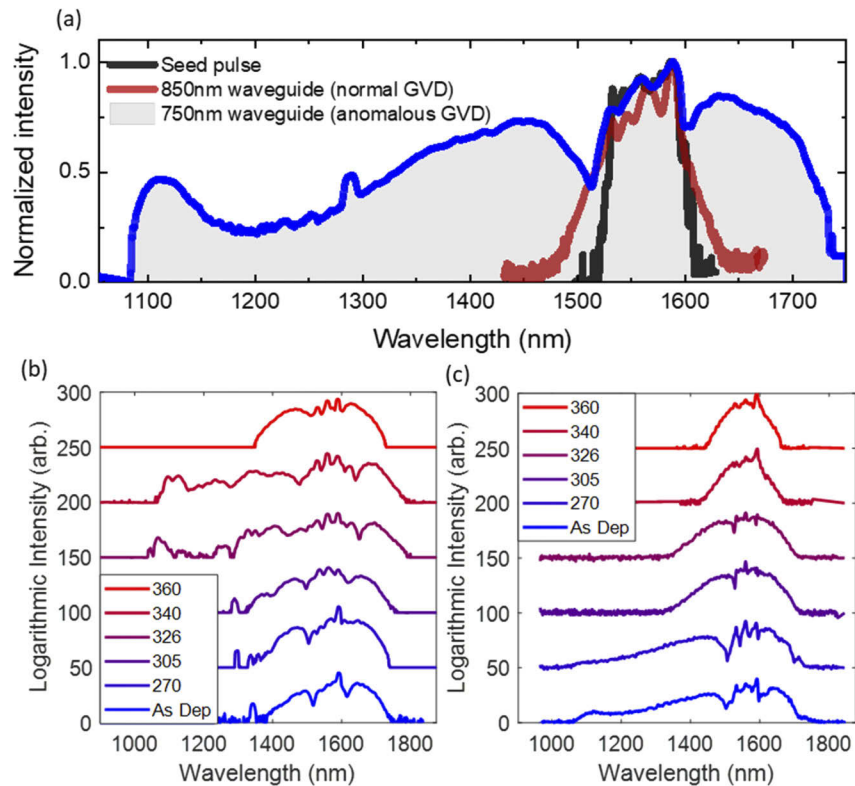 (a)
Normalized intensity
1.0
0.5
0.0
Seed pulse
850nm waveguide (normal GVD)
750nm waveguide (anomalous GVD)
1100 1200 1300 1400 1500 1600 1700
Wavelength (nm)
(b)
Logarithmic Intensity (arb.)
300
250
200
150
100
50
0
360
340
326
305
270
As Dep
1000 1200 1400 1600 1800
Wavelength (nm)
(c)
Logarithmic Intensity (arb.)
300
250
200
150
100
50
0
360
340
326
305
270
As Dep
1000 1200 1400 1600 1800
Wavelength (nm)